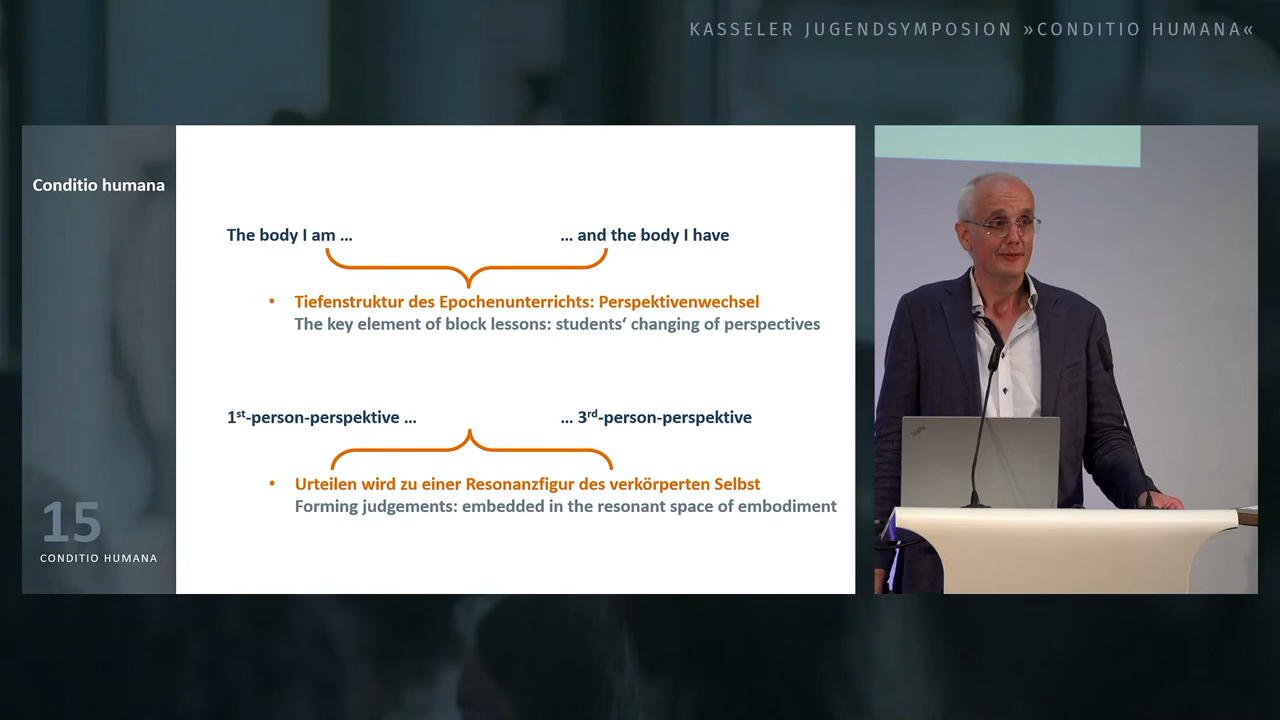 KASSELER JUGENDSYMPOSION »CONDITIO HUMANA«
Conditio humana
The body I am ... ... and the body I have
• Tiefenstruktur des Epochenunterrichts: Perspektivenwechsel
The key element of block lessons: students‘ changing of perspectives
1st-person-perspektive ... ... 3rd-person-perspektive
• Urteilen wird zu einer Resonanzfigur des verkörperten Selbst
Forming judgements: embedded in the resonant space of embodiment
15
CONDITIO HUMANA
ThinkPad